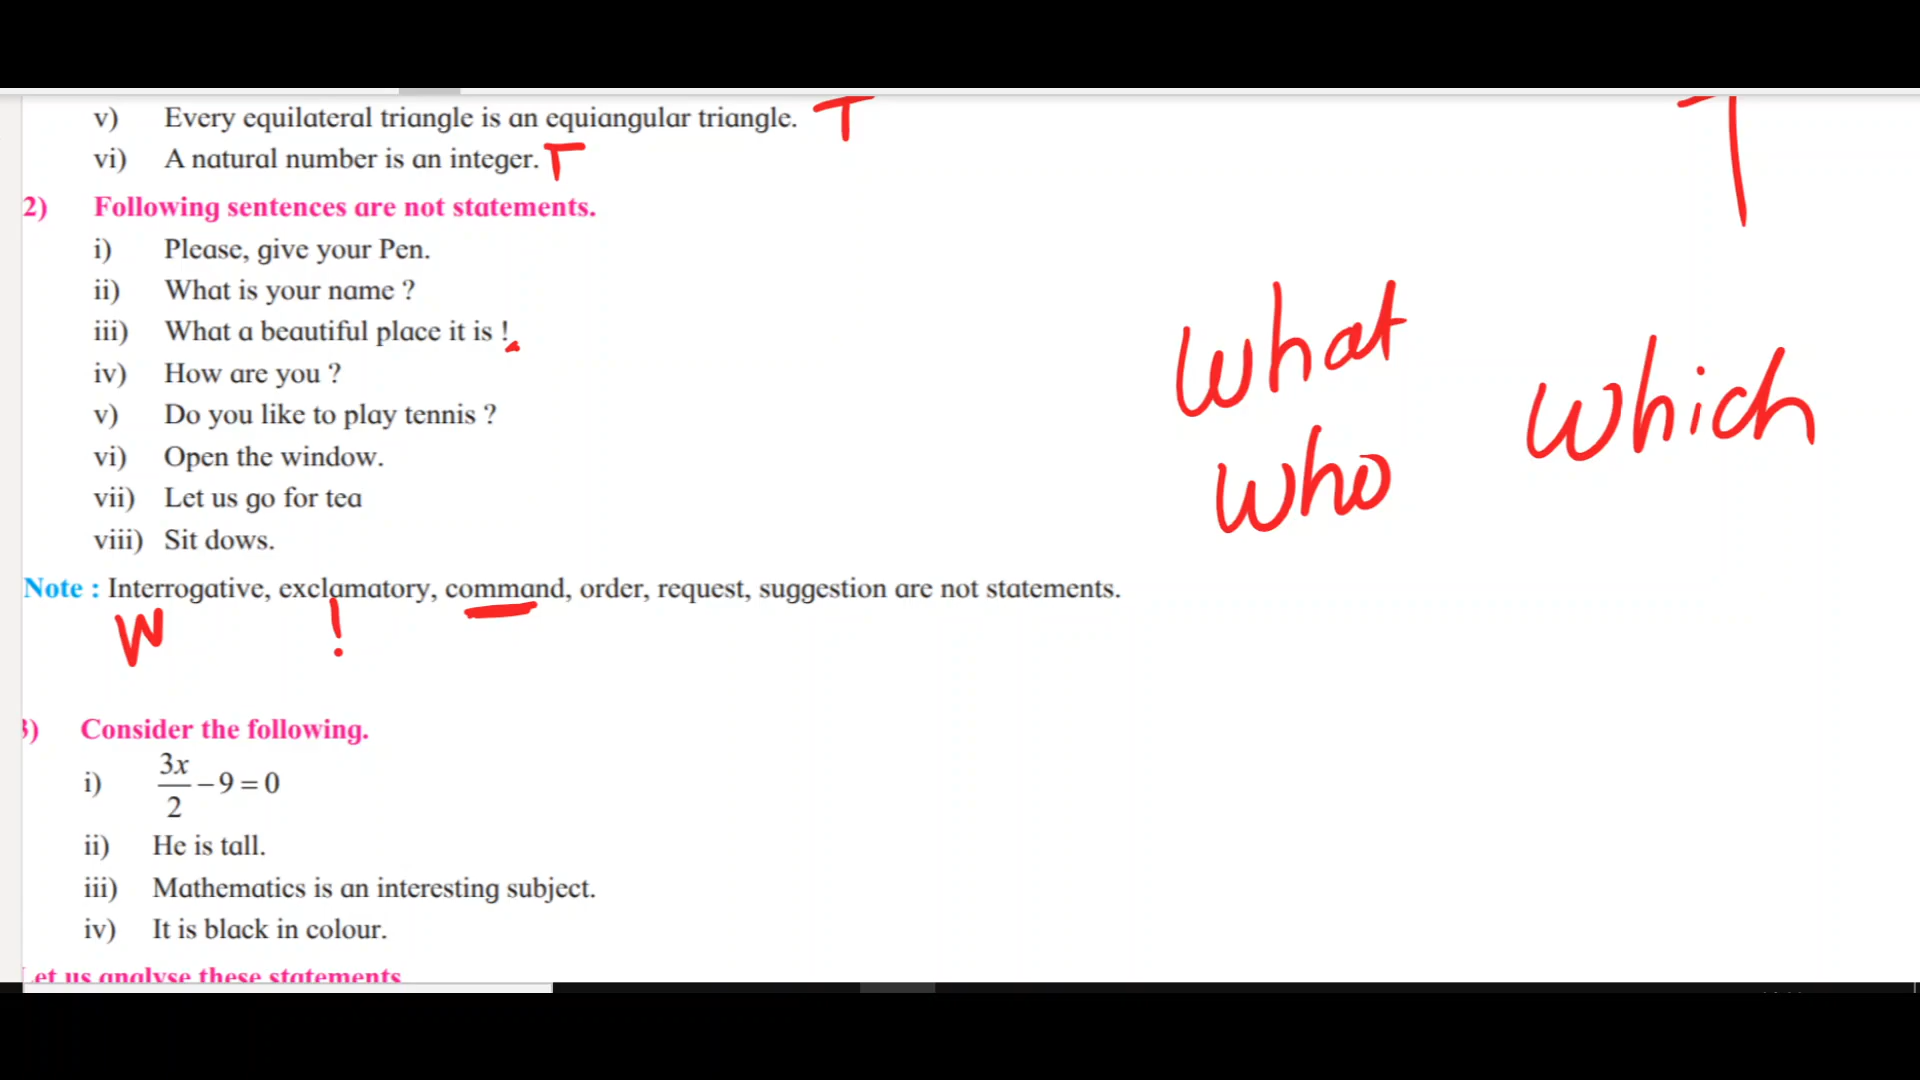 v) Every equilateral triangle is an equiangular triangle. T
vi) A natural number is an integer. T
2) Following sentences are not statements.
i) Please, give your Pen.
ii) What is your name ?
iii) What a beautiful place it is !
iv) How are you ?
v) Do you like to play tennis ?
vi) Open the window.
vii) Let us go for tea
viii) Sit dows.
what
which
who
Note : Interrogative, exclamatory, command, order, request, suggestion are not statements.
W !
3) Consider the following.
i) 3x/2 – 9 = 0
ii) He is tall.
iii) Mathematics is an interesting subject.
iv) It is black in colour.
Let us analyse these statements